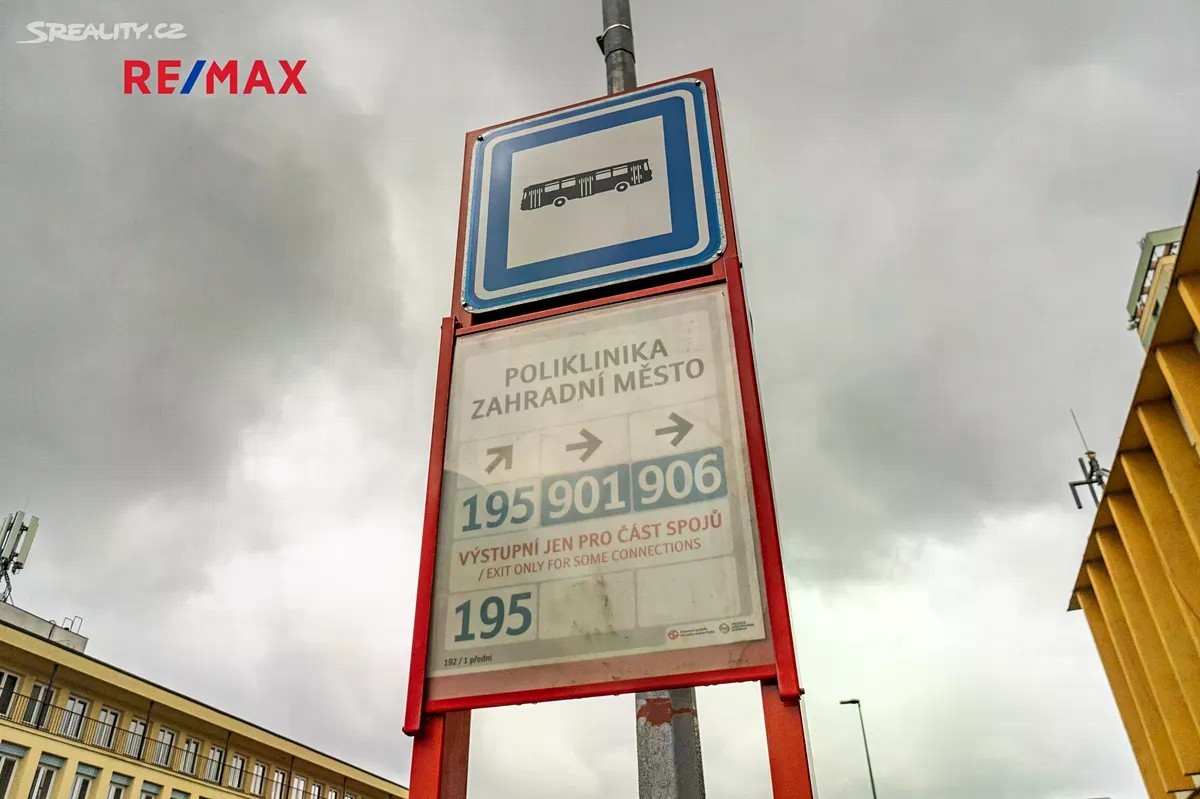 SREALITY.CZ
RE/MAX
POLIKLINIKA
ZAHRADNÍ MĚSTO
195 901 906
VÝSTUPNÍ JEN PRO ČÁST SPOJŮ
/ EXIT ONLY FOR SOME CONNECTIONS
195
192 / 1 přední